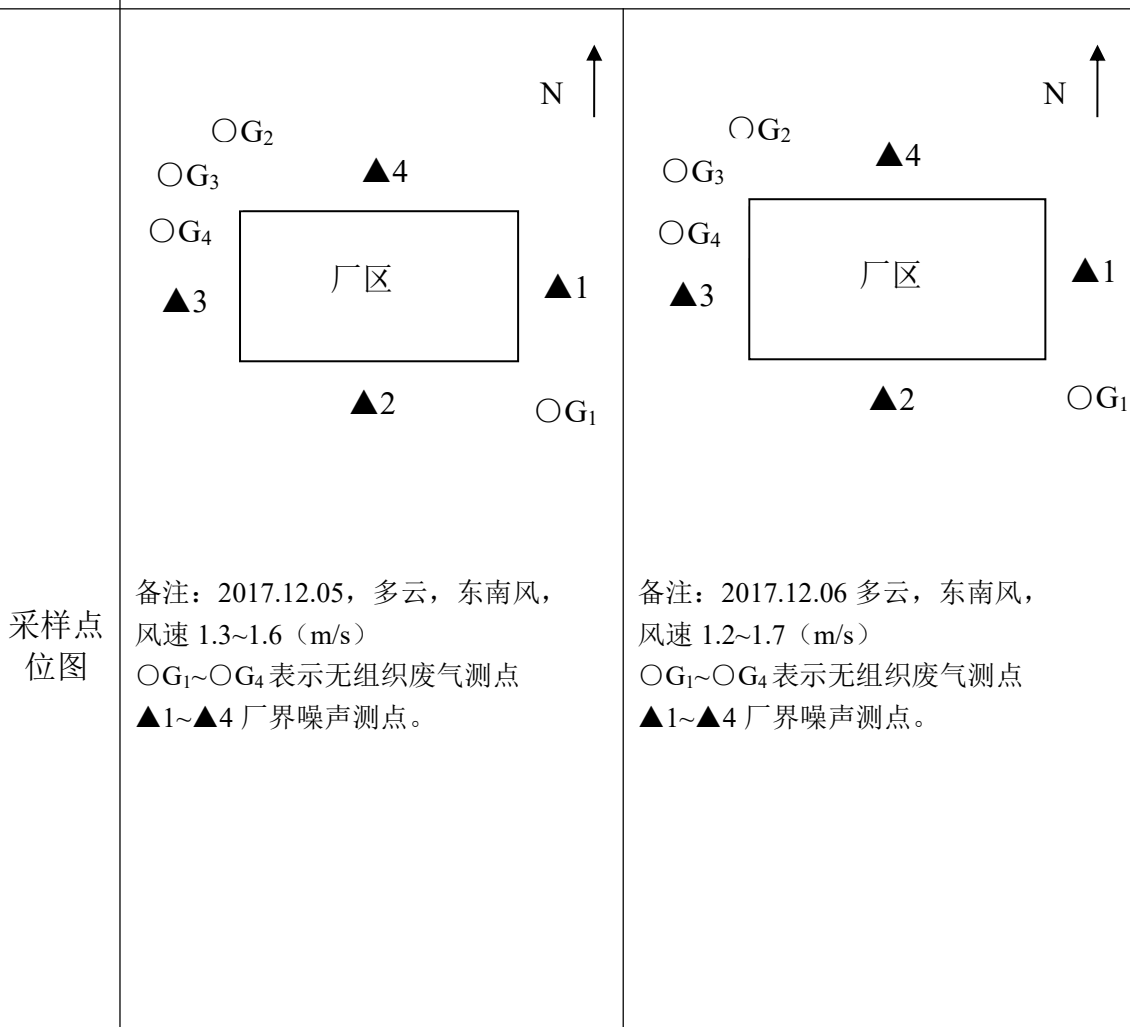 采样点
位图
N
○G₂
○G₃
▲4
○G₄
厂区
▲1
▲3
▲2
○G₁
备注：2017.12.05，多云，东南风，
风速 1.3~1.6（m/s）
○G₁~○G₄ 表示无组织废气测点
▲1~▲4 厂界噪声测点。
N
○G₂
▲4
○G₃
○G₄
厂区
▲1
▲3
▲2
○G₁
备注：2017.12.06 多云，东南风，
风速 1.2~1.7（m/s）
○G₁~○G₄ 表示无组织废气测点
▲1~▲4 厂界噪声测点。